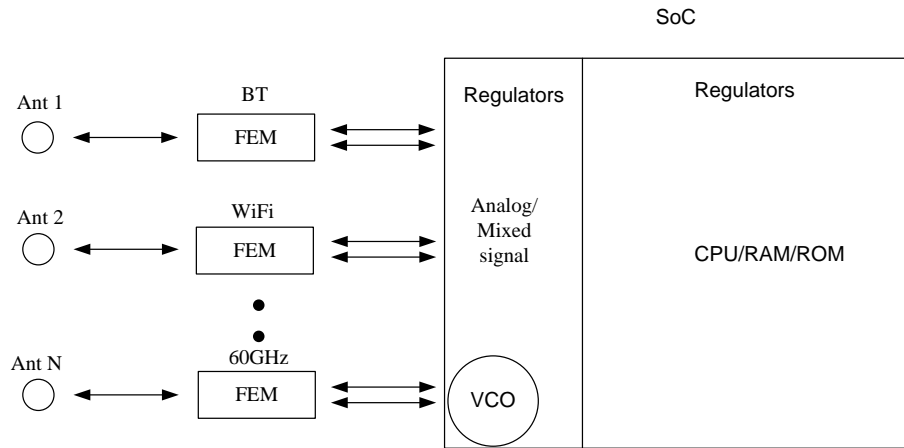 SoC
Regulators
Regulators
Ant 1
BT
FEM
Ant 2
WiFi
FEM
Analog/
Mixed
signal
CPU/RAM/ROM
Ant N
60GHz
FEM
VCO